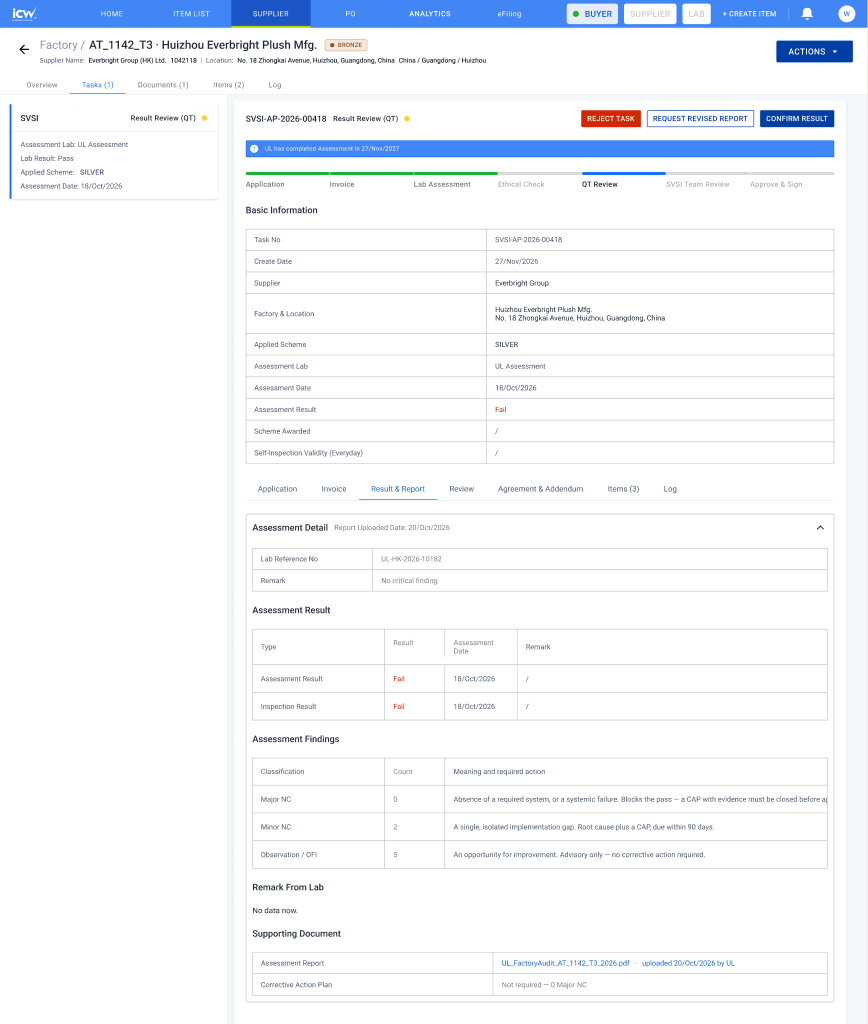 icw
HOME
ITEM LIST
SUPPLIER
PO
ANALYTICS
eFiling
BUYER
SUPPLIER
LAB
+ CREATE ITEM
W
Factory / AT_1142_T3 · Huizhou Everbright Plush Mfg.
BRONZE
Supplier Name: Everbright Group (HK) Ltd. 1042118 | Location: No. 18 Zhongkai Avenue, Huizhou, Guangdong, China China / Guangdong / Huizhou
ACTIONS
Overview
Tasks (1)
Documents (1)
Items (2)
Log
SVSI
Result Review (QT)
Assessment Lab: UL Assessment
Lab Result: Pass
Applied Scheme: SILVER
Assessment Date: 18/Oct/2026
SVSI-AP-2026-00418 Result Review (QT)
REJECT TASK
REQUEST REVISED REPORT
CONFIRM RESULT
UL has completed Assessment in 27/Nov/2027
Application
Invoice
Lab Assessment
Ethical Check
QT Review
SVSI Team Review
Approve & Sign
Basic Information
Task No. SVSI-AP-2026-00418
Create Date 27/Nov/2026
Supplier Everbright Group
Factory & Location Huizhou Everbright Plush Mfg.
No. 18 Zhongkai Avenue, Huizhou, Guangdong, China
Applied Scheme SILVER
Assessment Lab UL Assessment
Assessment Date 18/Oct/2026
Assessment Result Fail
Scheme Awarded /
Self-Inspection Validity (Everyday) /
Application
Invoice
Result & Report
Review
Agreement & Addendum
Items (3)
Log
Assessment Detail Report Uploaded Date: 20/Oct/2026
Lab Reference No UL-HK-2026-10182
Remark No critical finding
Assessment Result
Type Result Assessment Date Remark
Assessment Result Fail 18/Oct/2026 /
Inspection Result Fail 18/Oct/2026 /
Assessment Findings
Classification Count Meaning and required action
Major NC 0 Absence of a required system, or a systemic failure. Blocks the pass — a CAP with evidence must be closed before
Minor NC 2 A single, isolated implementation gap. Root cause plus a CAP, due within 90 days.
Observation / OFI 5 An opportunity for improvement. Advisory only — no corrective action required.
Remark From Lab
No data now.
Supporting Document
Assessment Report UL_FactoryAudit_AT_1142_T3_2026.pdf · uploaded 20/Oct/2026 by UL
Corrective Action Plan Not required — 0 Major NC